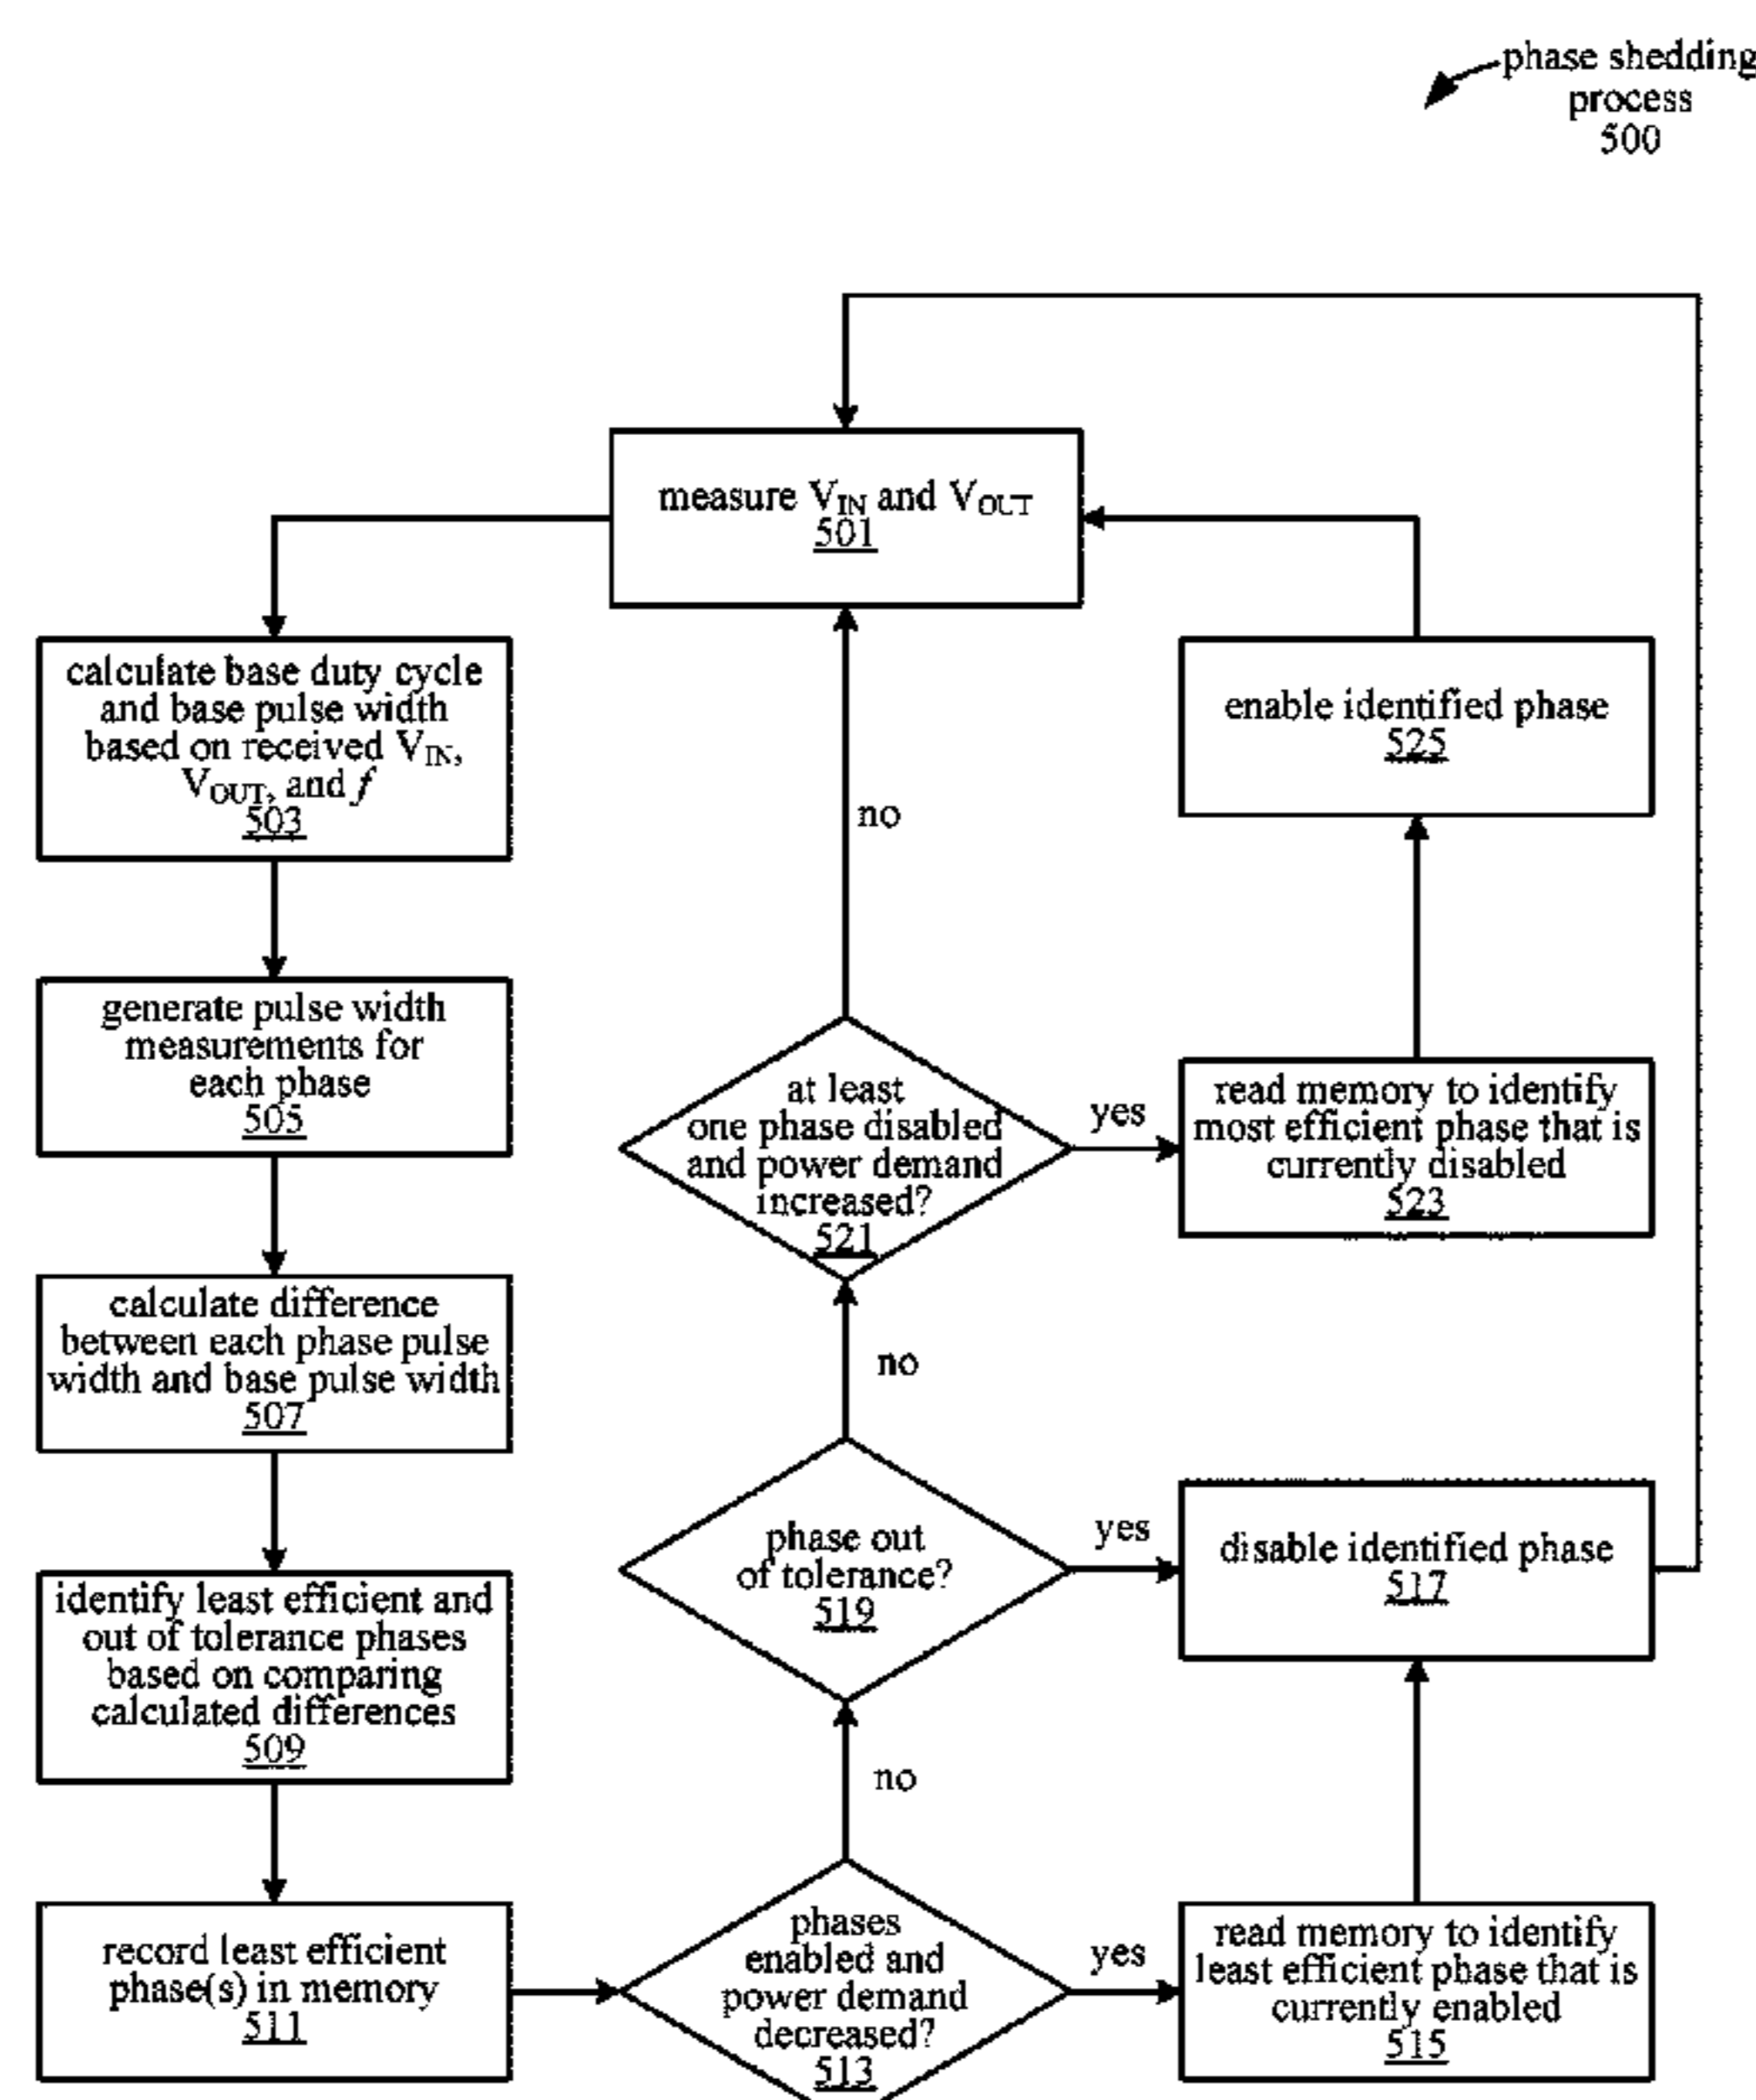 phase shedding
process
500
measure VIN and VOUT
501
calculate base duty cycle
and base pulse width
based on received VIN,
VOUT, and f
503
generate pulse width
measurements for
each phase
505
calculate difference
between each phase pulse
width and base pulse width
507
identify least efficient and
out of tolerance phases
based on comparing
calculated differences
509
record least efficient
phase(s) in memory
511
phases
enabled and
power demand
decreased?
513
yes
read memory to identify
least efficient phase that is
currently enabled
515
no
phase out
of tolerance?
519
yes
disable identified phase
517
no
at least
one phase disabled
and power demand
increased?
521
yes
read memory to identify
most efficient phase that is
currently disabled
523
no
enable identified phase
525